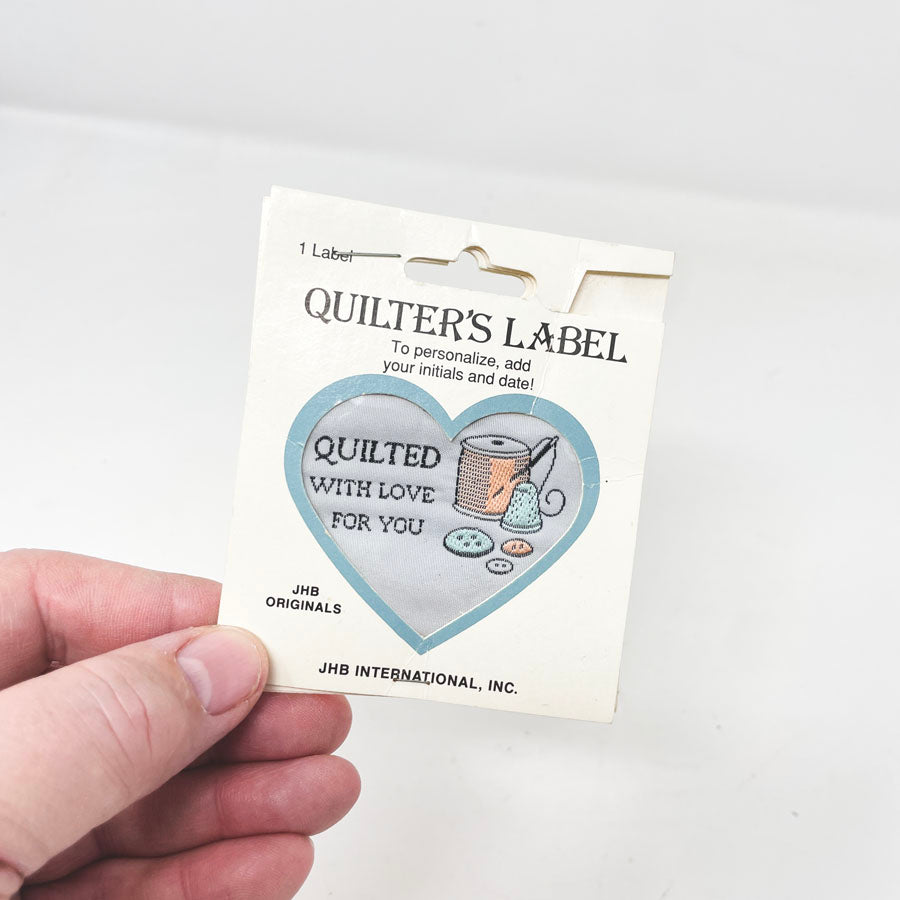 1 Label
QUILTER'S LABEL
To personalize, add
your initials and date!
QUILTED
WITH LOVE
FOR YOU
JHB
ORIGINALS
JHB INTERNATIONAL, INC.